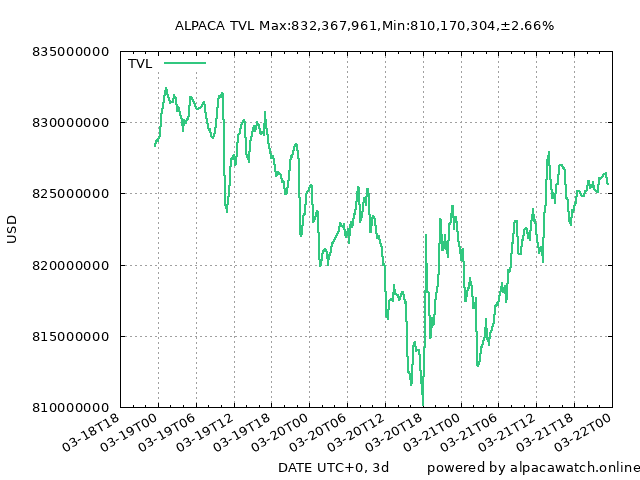 ALPACA TVL Max:832,367,961,Min:810,170,304,±2.66%
835000000
TVL
830000000
825000000
USD
820000000
815000000
810000000
03-18T18
03-19T00
03-19T06
03-19T12
03-19T18
03-20T00
03-20T06
03-20T12
03-20T18
03-21T00
03-21T06
03-21T12
03-21T18
03-22T00
DATE UTC+0, 3d
powered by alpacawatch.online